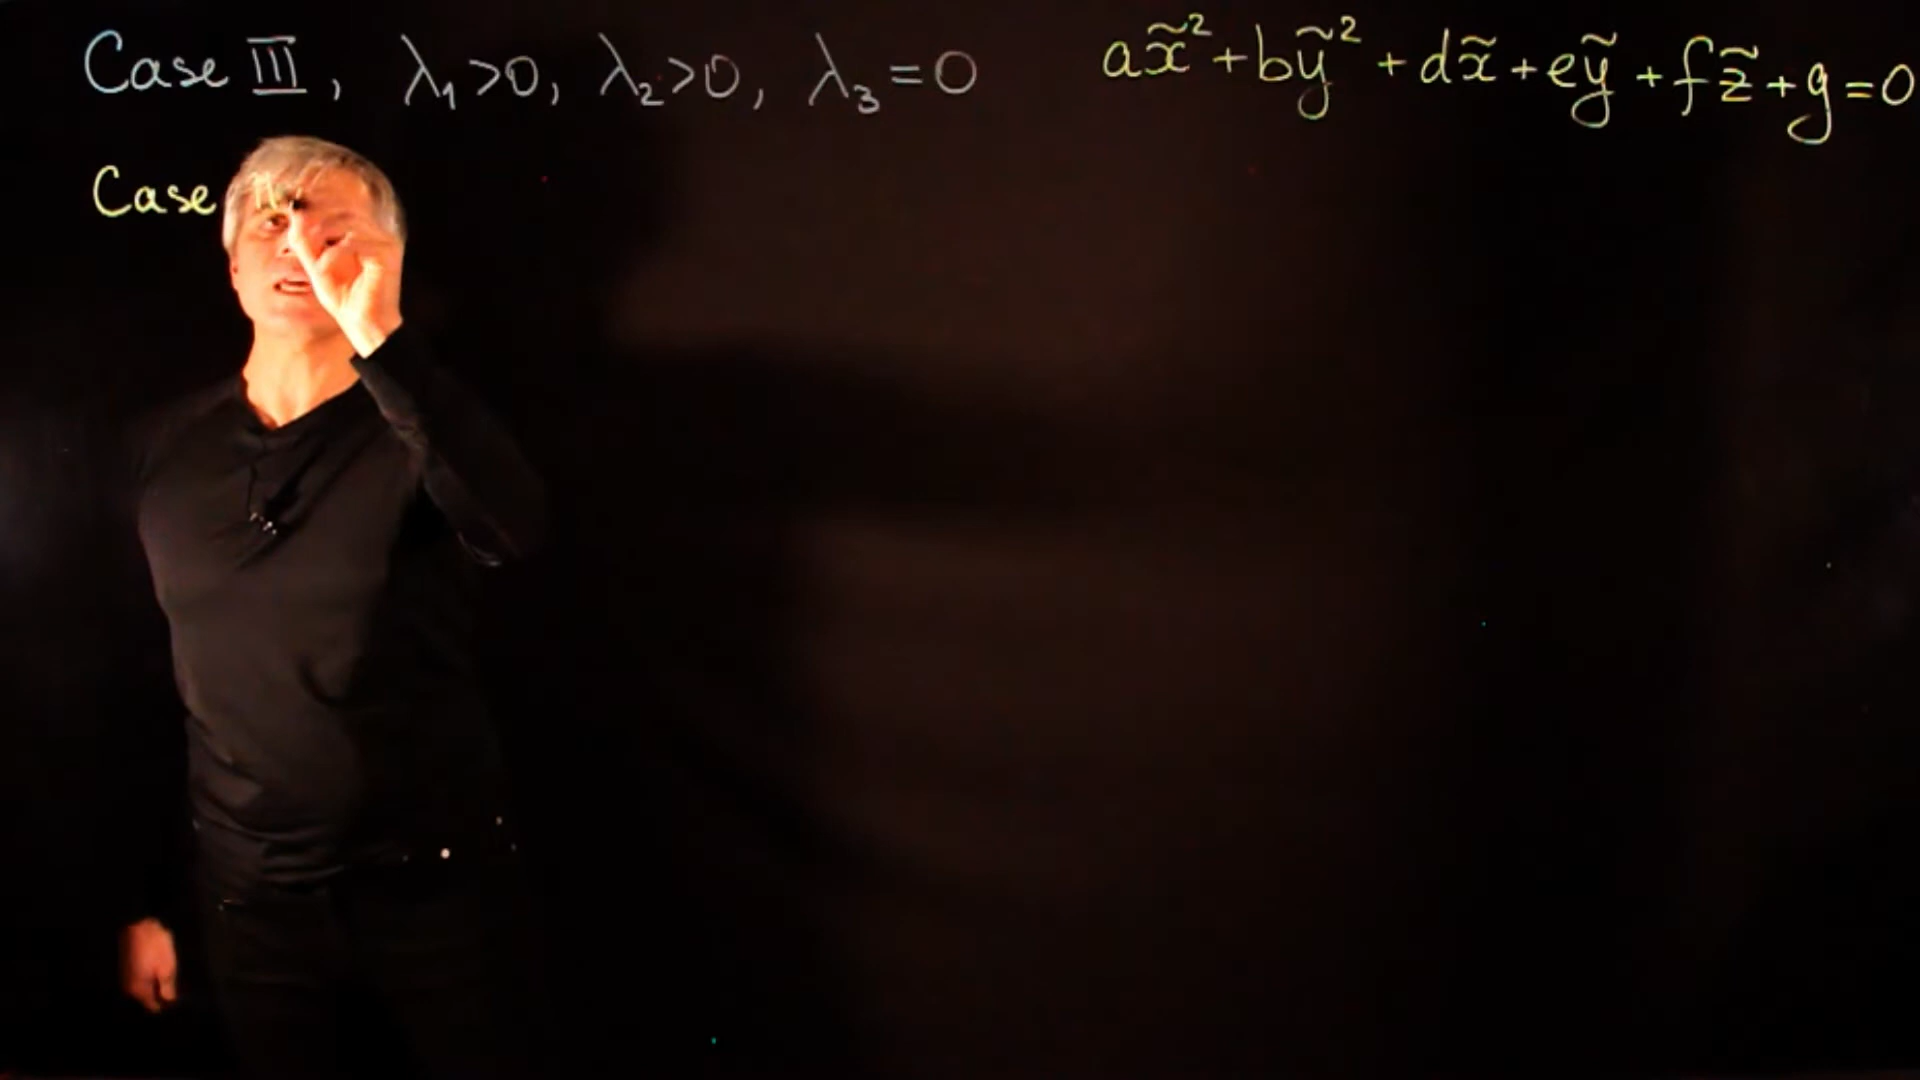 Case III, λ₁>0, λ₂>0, λ₃=0
ax̃²+bỹ²+dx̃+eỹ+fz̃+g=0
Case